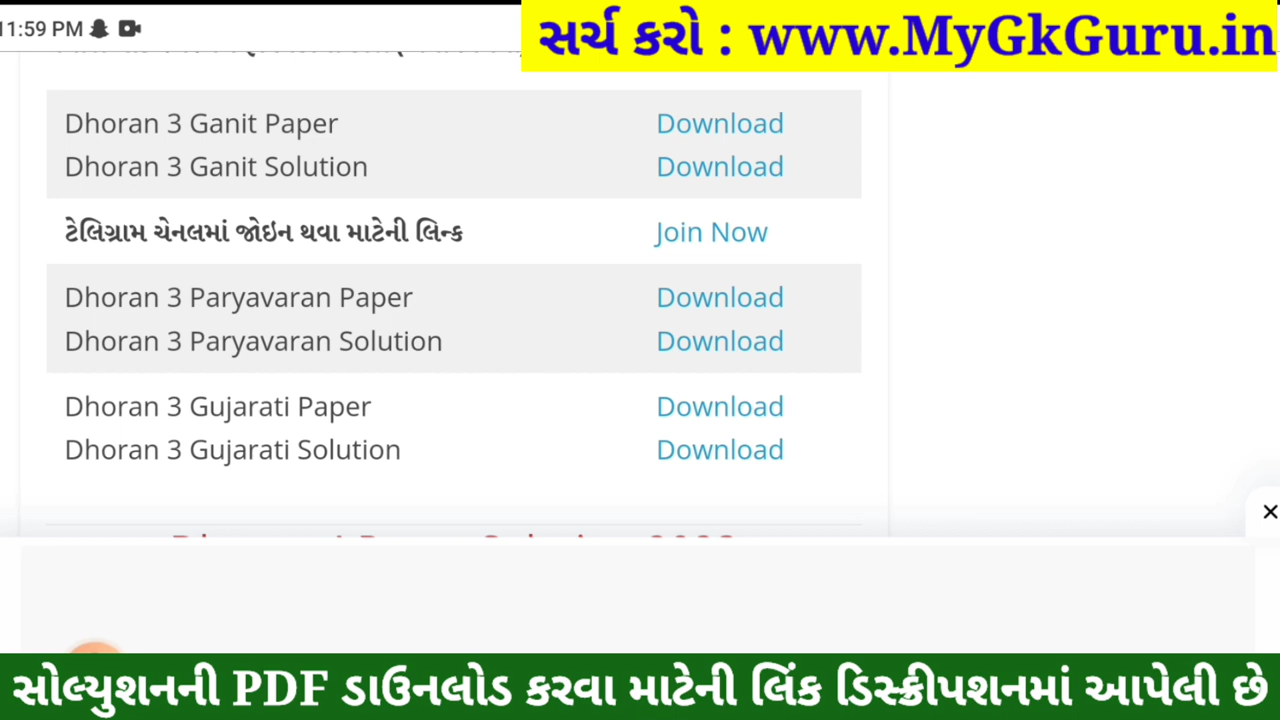 11:59 PM
સર્ચ કરો : www.MyGkGuru.in
Dhoran 3 Ganit Paper Download
Dhoran 3 Ganit Solution Download
ટેલિગ્રામ ચેનલમાં જોઇન થવા માટેની લિન્ક Join Now
Dhoran 3 Paryavaran Paper Download
Dhoran 3 Paryavaran Solution Download
Dhoran 3 Gujarati Paper Download
Dhoran 3 Gujarati Solution Download
સોલ્યુશનની PDF ડાઉનલોડ કરવા માટેની લિંક ડિસ્ક્રીપશનમાં આપેલી છે